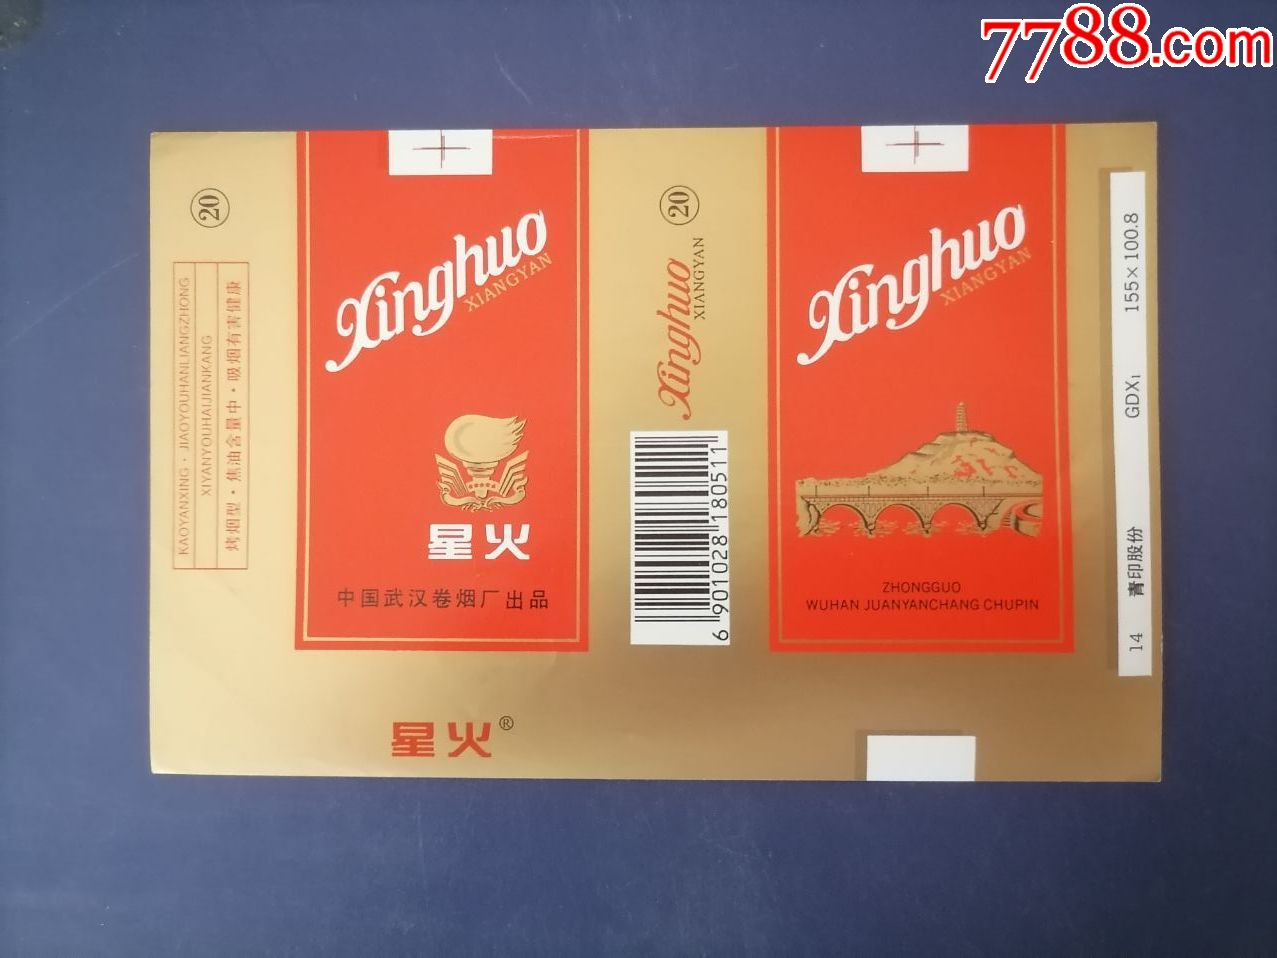 7788.com
20
KAOYANXING·JIAOYOUHANLIANGZHONG
XIYANYOUHAIJIANKANG
烤烟型·焦油含量中·吸烟有害健康
Xinghuo
XIANGYAN
星火
中国武汉卷烟厂出品
星火®
20
Xinghuo
XIANGYAN
6 901028 180511
Xinghuo
XIANGYAN
ZHONGGUO
WUHAN JUANYANCHANG CHUPIN
14 青印股份 GDX1 155×100.8